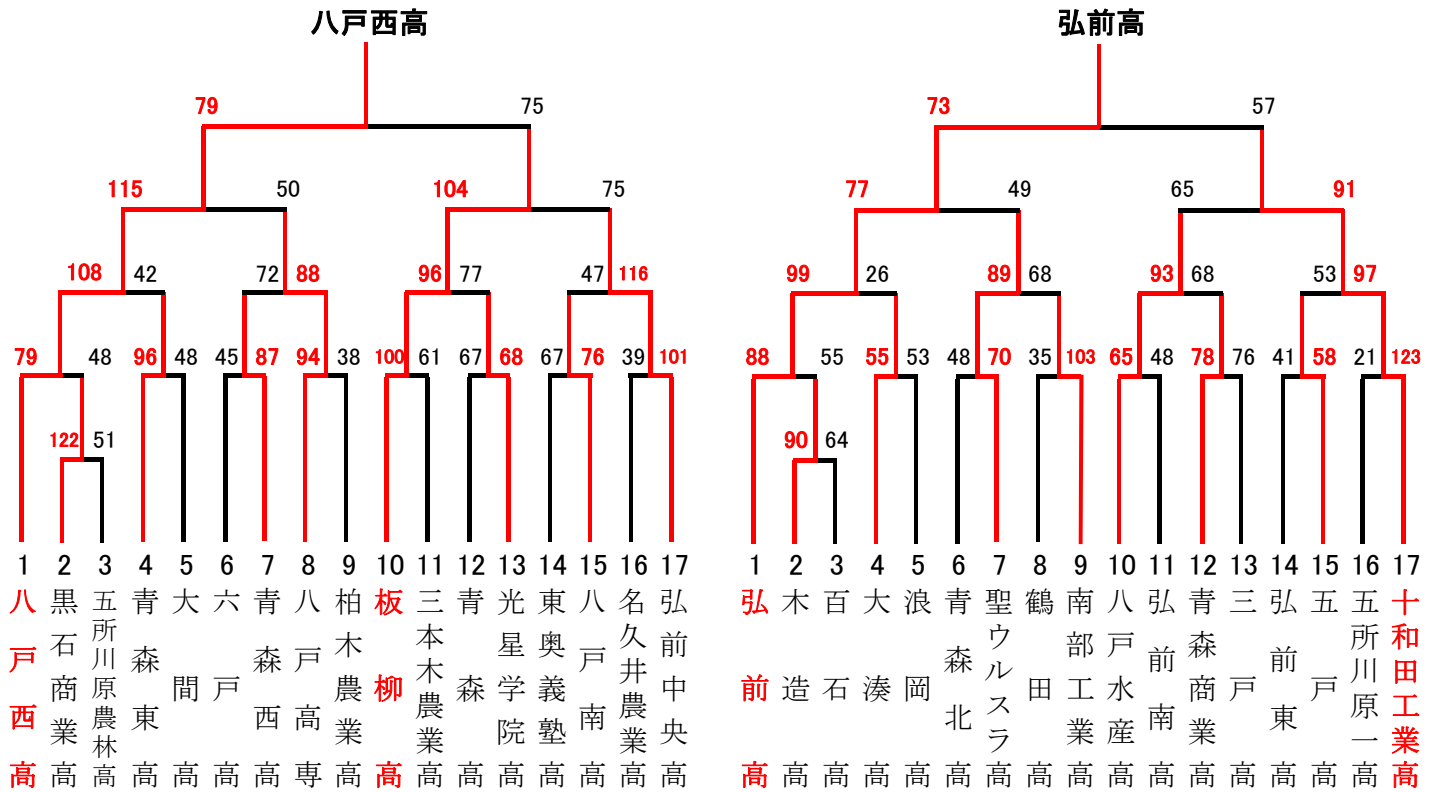 八戸西高
弘前高
79 75 73 57
115 50 104 75 77 49 65 91
108 42 72 88 96 77 47 116 99 26 89 68 93 68 53 97
79 48 96 48 45 87 94 38 100 61 67 68 67 76 39 101 88 55 55 53 48 70 35 103 65 48 78 76 41 58 21 123
122 51 90 64
1 2 3 4 5 6 7 8 9 10 11 12 13 14 15 16 17
1 2 3 4 5 6 7 8 9 10 11 12 13 14 15 16 17
八戸西高
黒石商業高
五所川原農林高
青森東高
大間高
六戸高
青森西高
八戸高専
柏木農業高
板柳高
三本木農業高
青森高
光星学院高
東奥義塾高
八戸南高
名久井農業高
弘前中央高
弘前高
木造高
百石高
大湊高
浪岡高
青森北高
聖ウルスラ高
鶴田高
南部工業高
八戸水産高
弘前南高
青森商業高
三戸高
弘前東高
五戸高
五所川原一高
十和田工業高